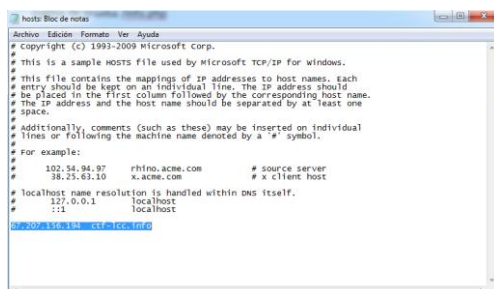 hosts: Bloc de notas
Archivo Edición Formato Ver Ayuda
# Copyright (c) 1993-2009 Microsoft Corp.
#
# This is a sample HOSTS file used by Microsoft TCP/IP for Windows.
#
# This file contains the mappings of IP addresses to host names. Each
# entry should be kept on an individual line. The IP address should
# be placed in the first column followed by the corresponding host name.
# The IP address and the host name should be separated by at least one
# space.
#
# Additionally, comments (such as these) may be inserted on individual
# lines or following the machine name denoted by a '#' symbol.
#
# For example:
#
# 102.54.94.97 rhino.acme.com # source server
# 38.25.63.10 x.acme.com # x client host
# localhost name resolution is handled within DNS itself.
# 127.0.0.1 localhost
# ::1 localhost
67.207.156.194 ctf-lcc.info